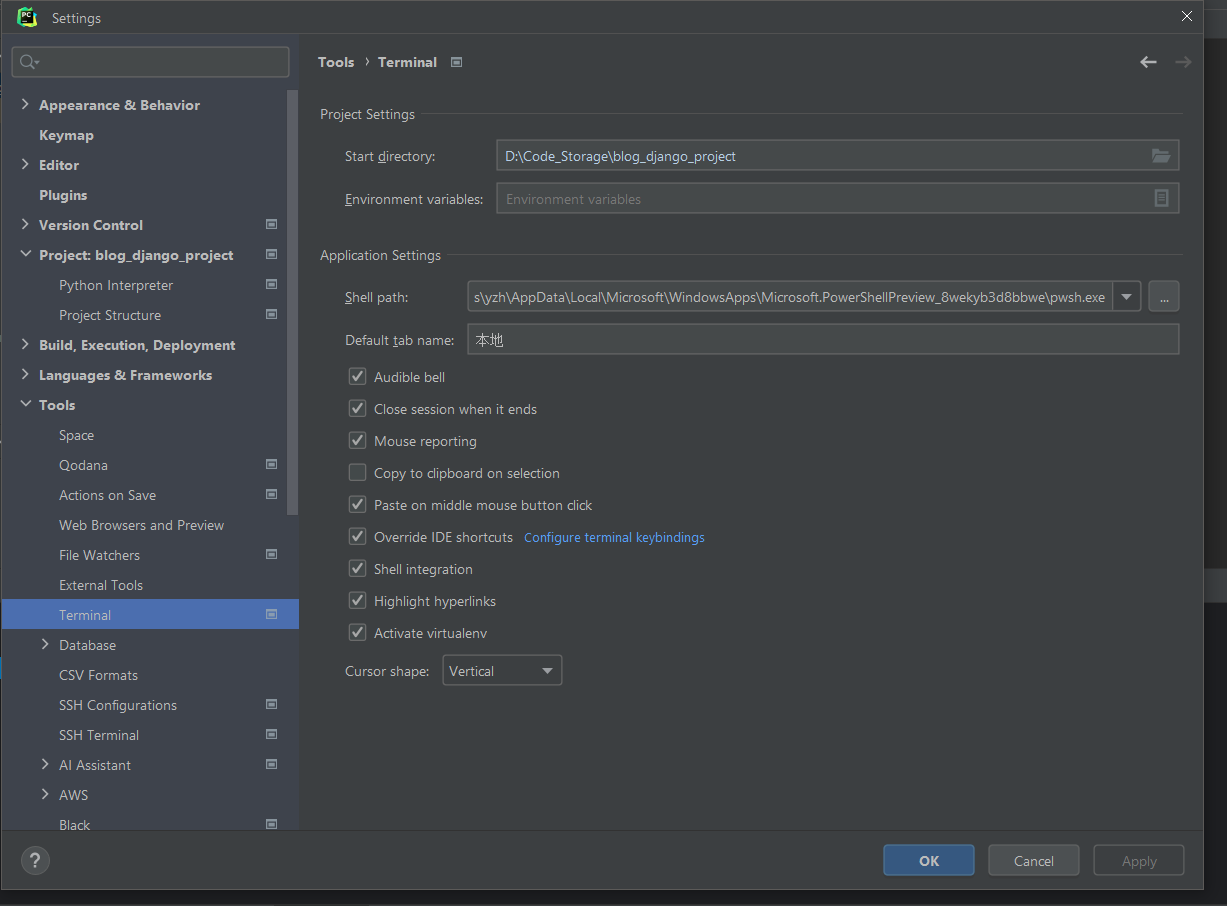 PC
Settings
Appearance & Behavior
Keymap
Editor
Plugins
Version Control
Project: blog_django_project
Python Interpreter
Project Structure
Build, Execution, Deployment
Languages & Frameworks
Tools
Space
Qodana
Actions on Save
Web Browsers and Preview
File Watchers
External Tools
Terminal
Database
CSV Formats
SSH Configurations
SSH Terminal
AI Assistant
AWS
Black
Tools › Terminal
Project Settings
Start directory: D:\Code_Storage\blog_django_project
Environment variables: Environment variables
Application Settings
Shell path: s\yzh\AppData\Local\Microsoft\WindowsApps\Microsoft.PowerShellPreview_8wekyb3d8bbwe\pwsh.exe ...
Default tab name: 本地
Audible bell
Close session when it ends
Mouse reporting
Copy to clipboard on selection
Paste on middle mouse button click
Override IDE shortcuts Configure terminal keybindings
Shell integration
Highlight hyperlinks
Activate virtualenv
Cursor shape: Vertical
? OK Cancel Apply